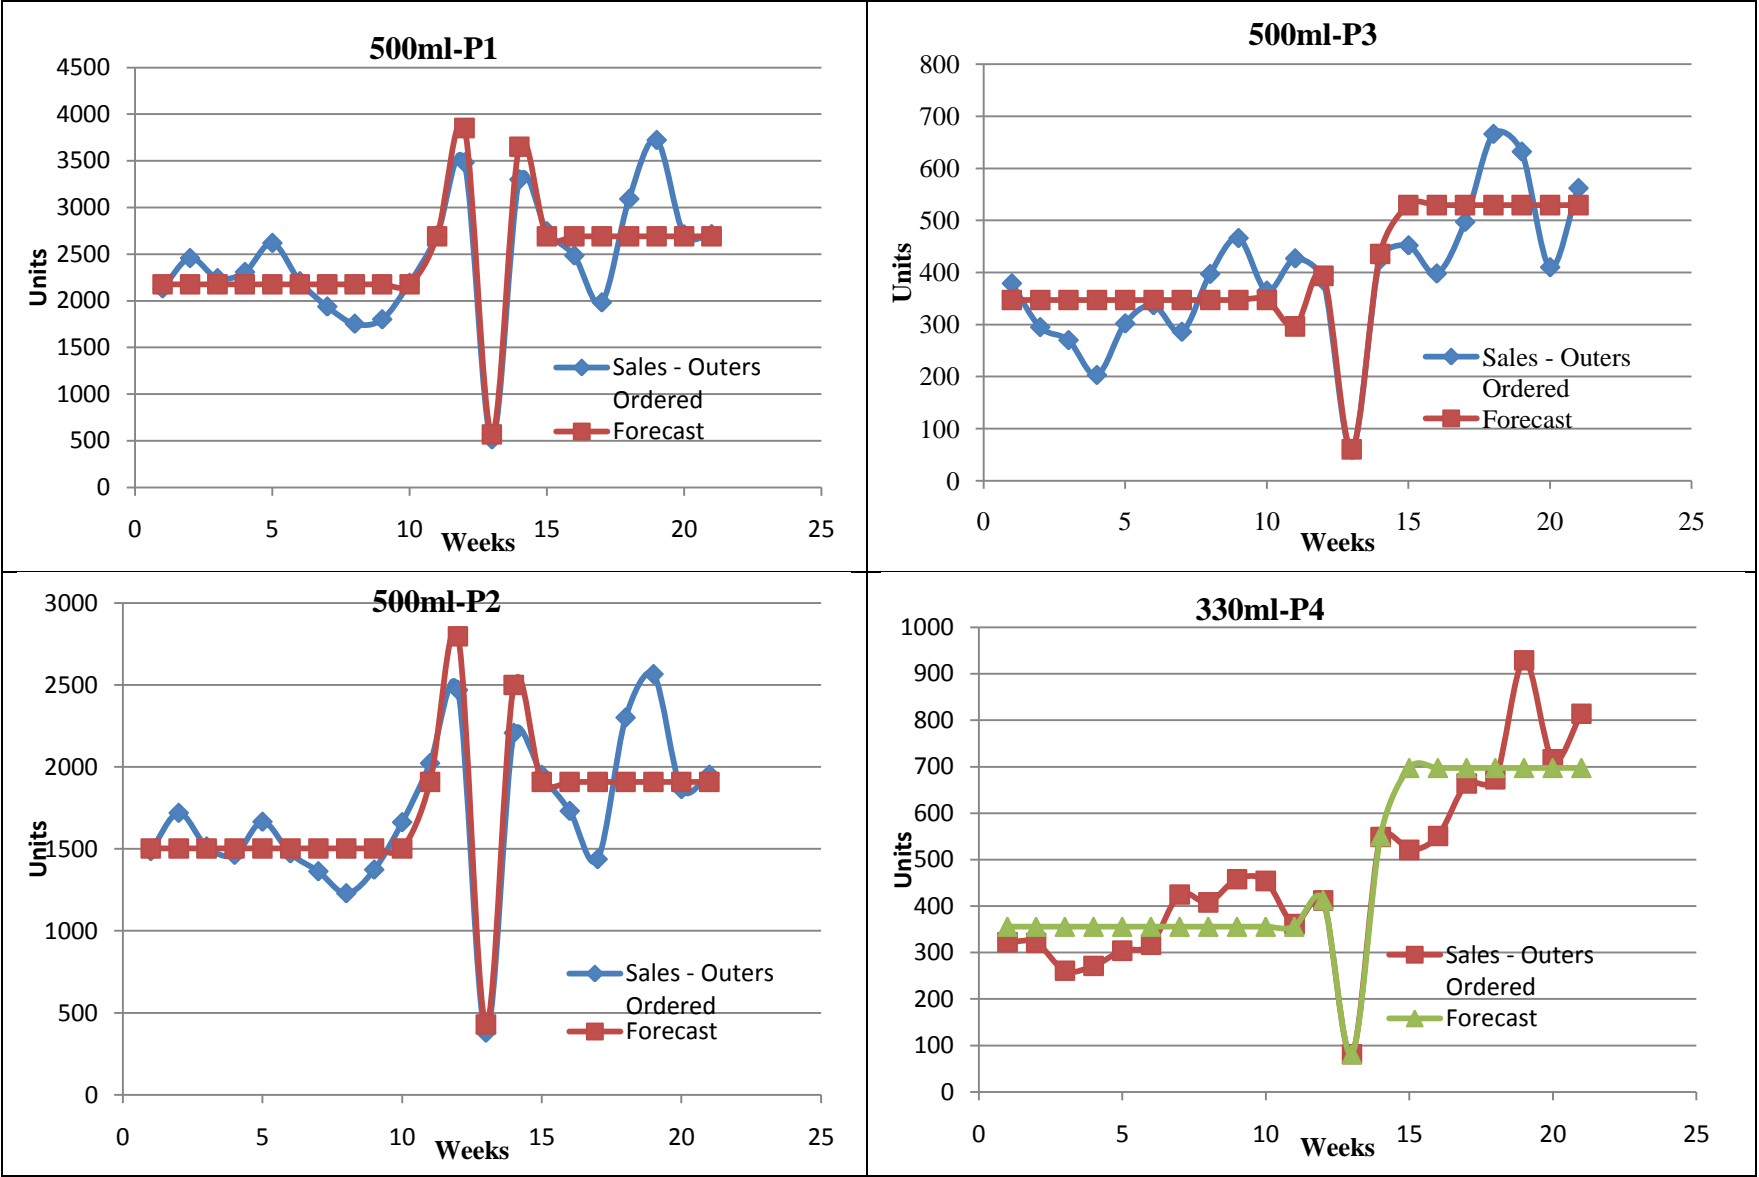 500ml-P1
4500
4000
3500
3000
2500
2000
1500
1000
500
0
Units
0 5 10 15 20 25
Weeks
Sales - Outers
Ordered
Forecast
500ml-P3
800
700
600
500
400
300
200
100
0
Units
0 5 10 15 20 25
Weeks
Sales - Outers
Ordered
Forecast
500ml-P2
3000
2500
2000
1500
1000
500
0
Units
0 5 10 15 20 25
Weeks
Sales - Outers
Ordered
Forecast
330ml-P4
1000
900
800
700
600
500
400
300
200
100
0
Units
0 5 10 15 20 25
Weeks
Sales - Outers
Ordered
Forecast